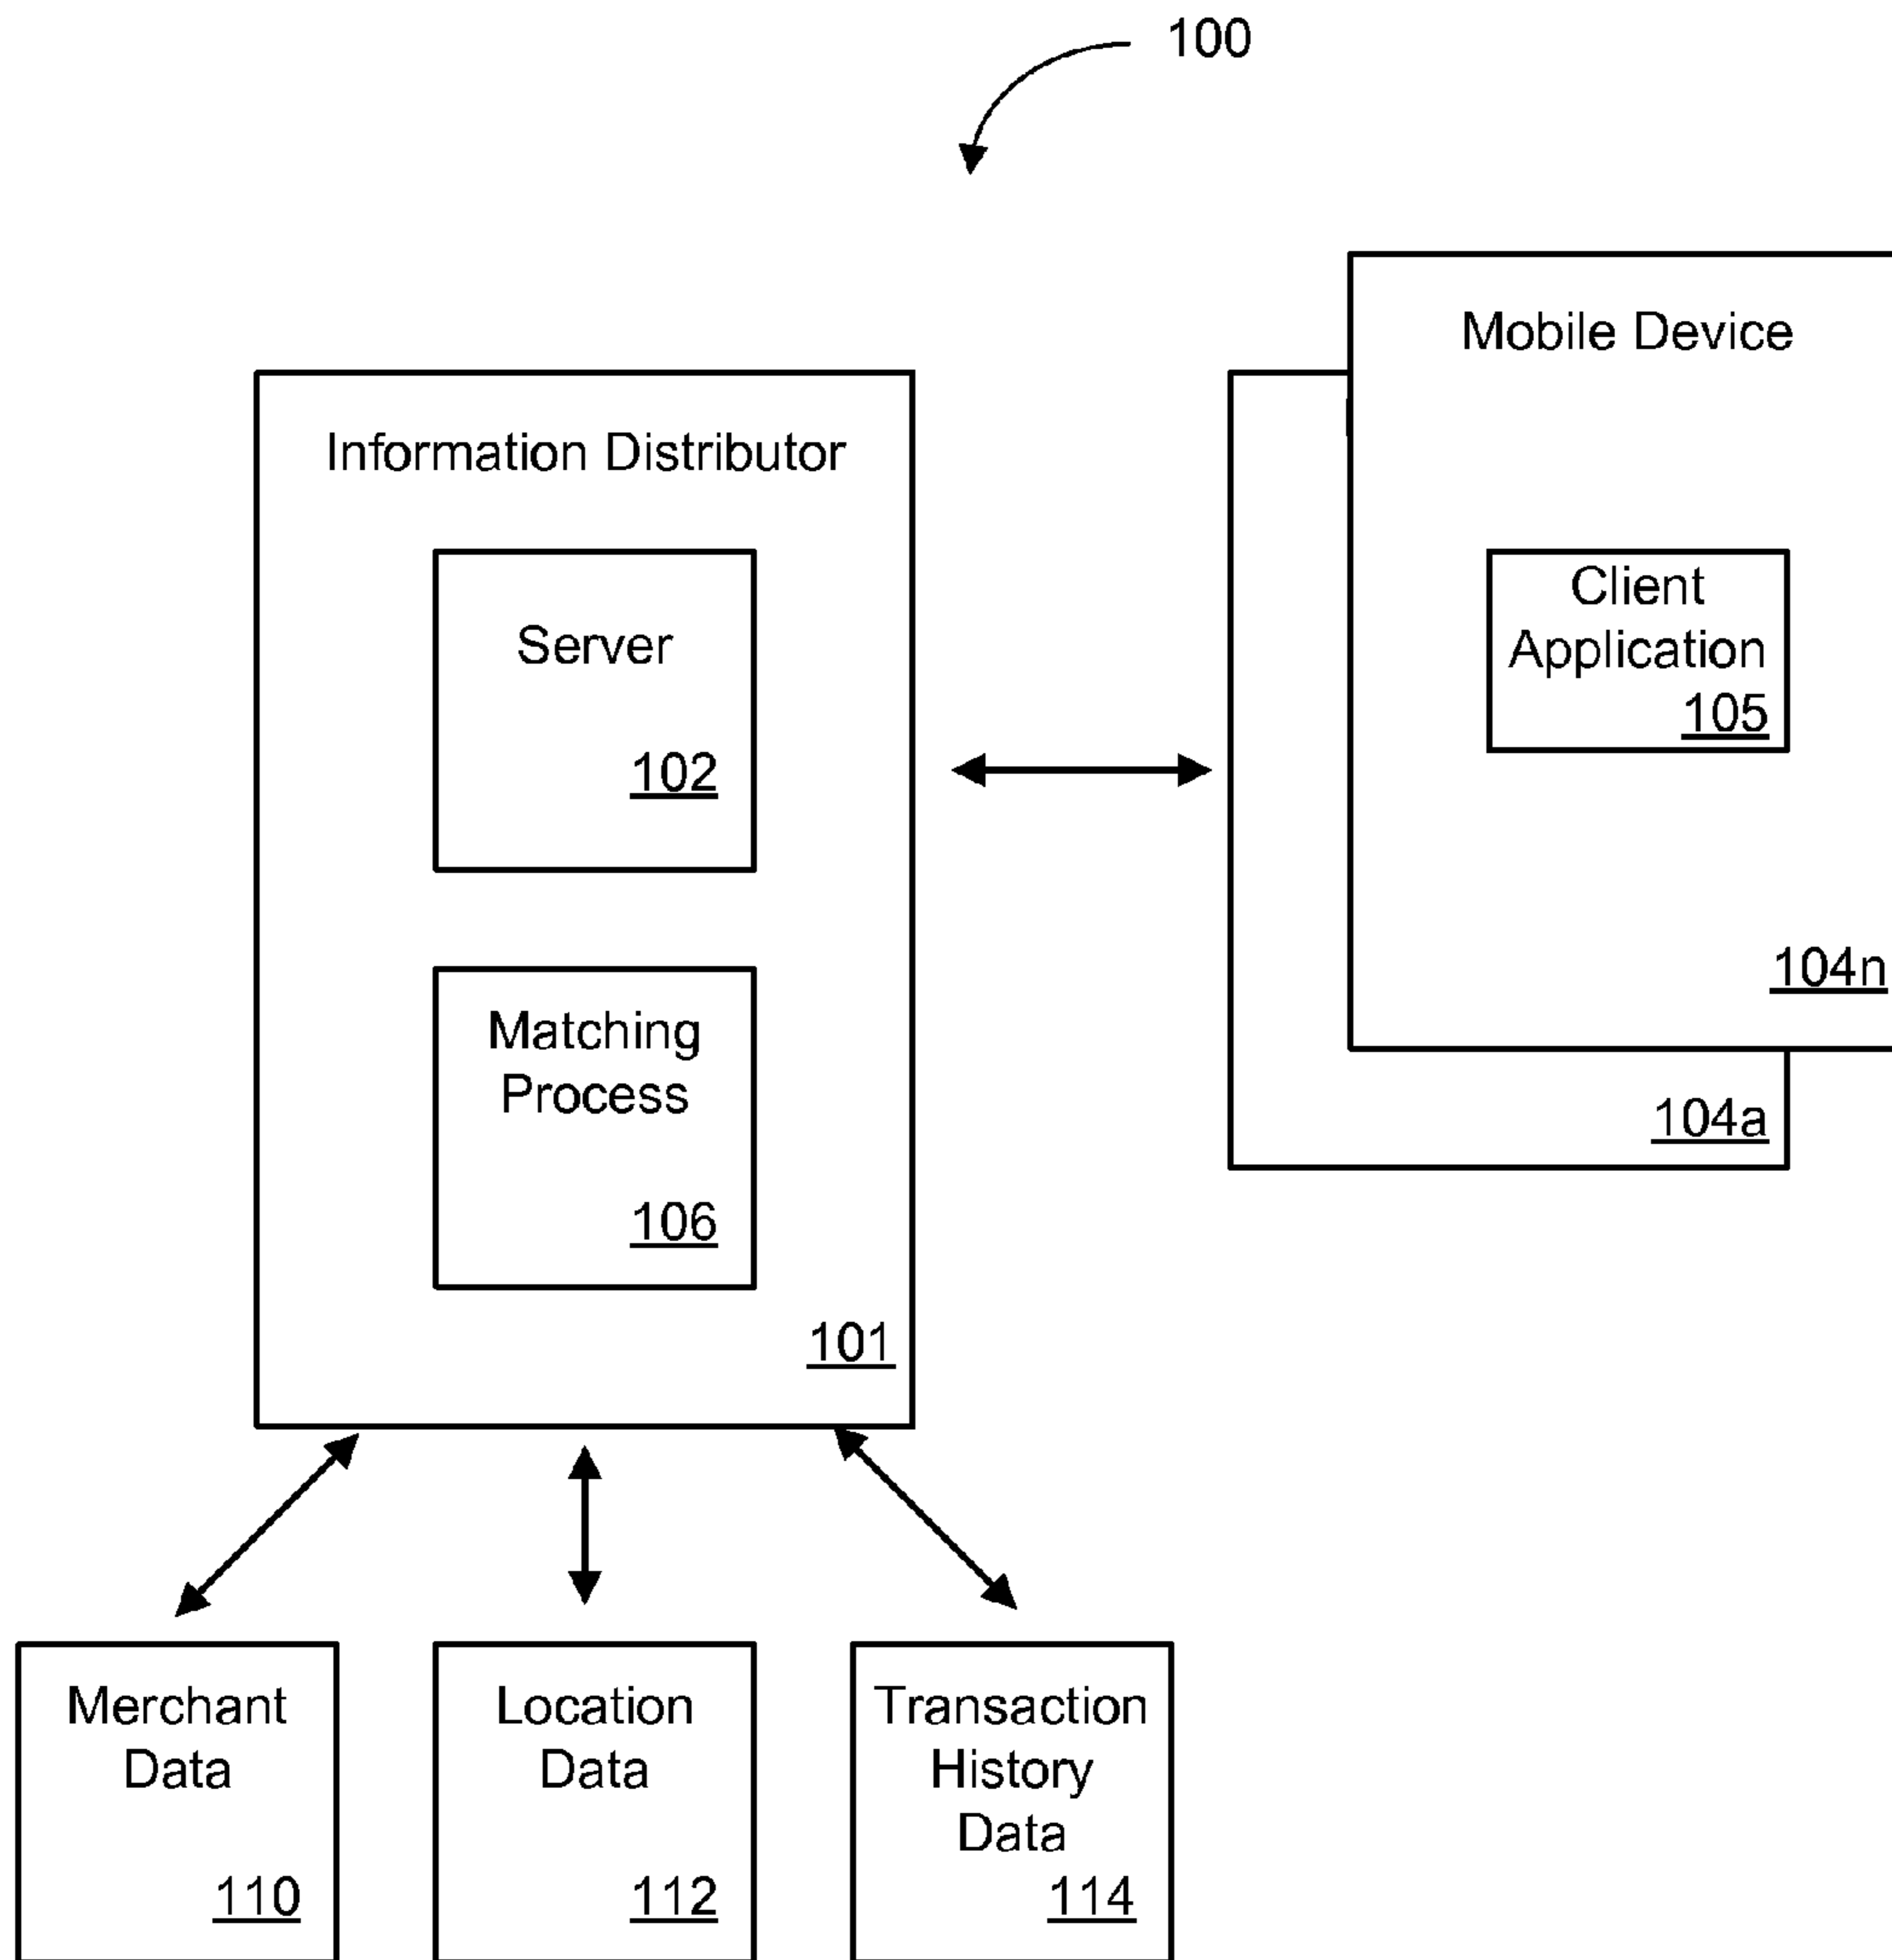 100
Mobile Device
Information Distributor
Client
Application
105
Server
102
104n
Matching
Process
106
104a
101
Merchant
Data
110
Location
Data
112
Transaction
History
Data
114